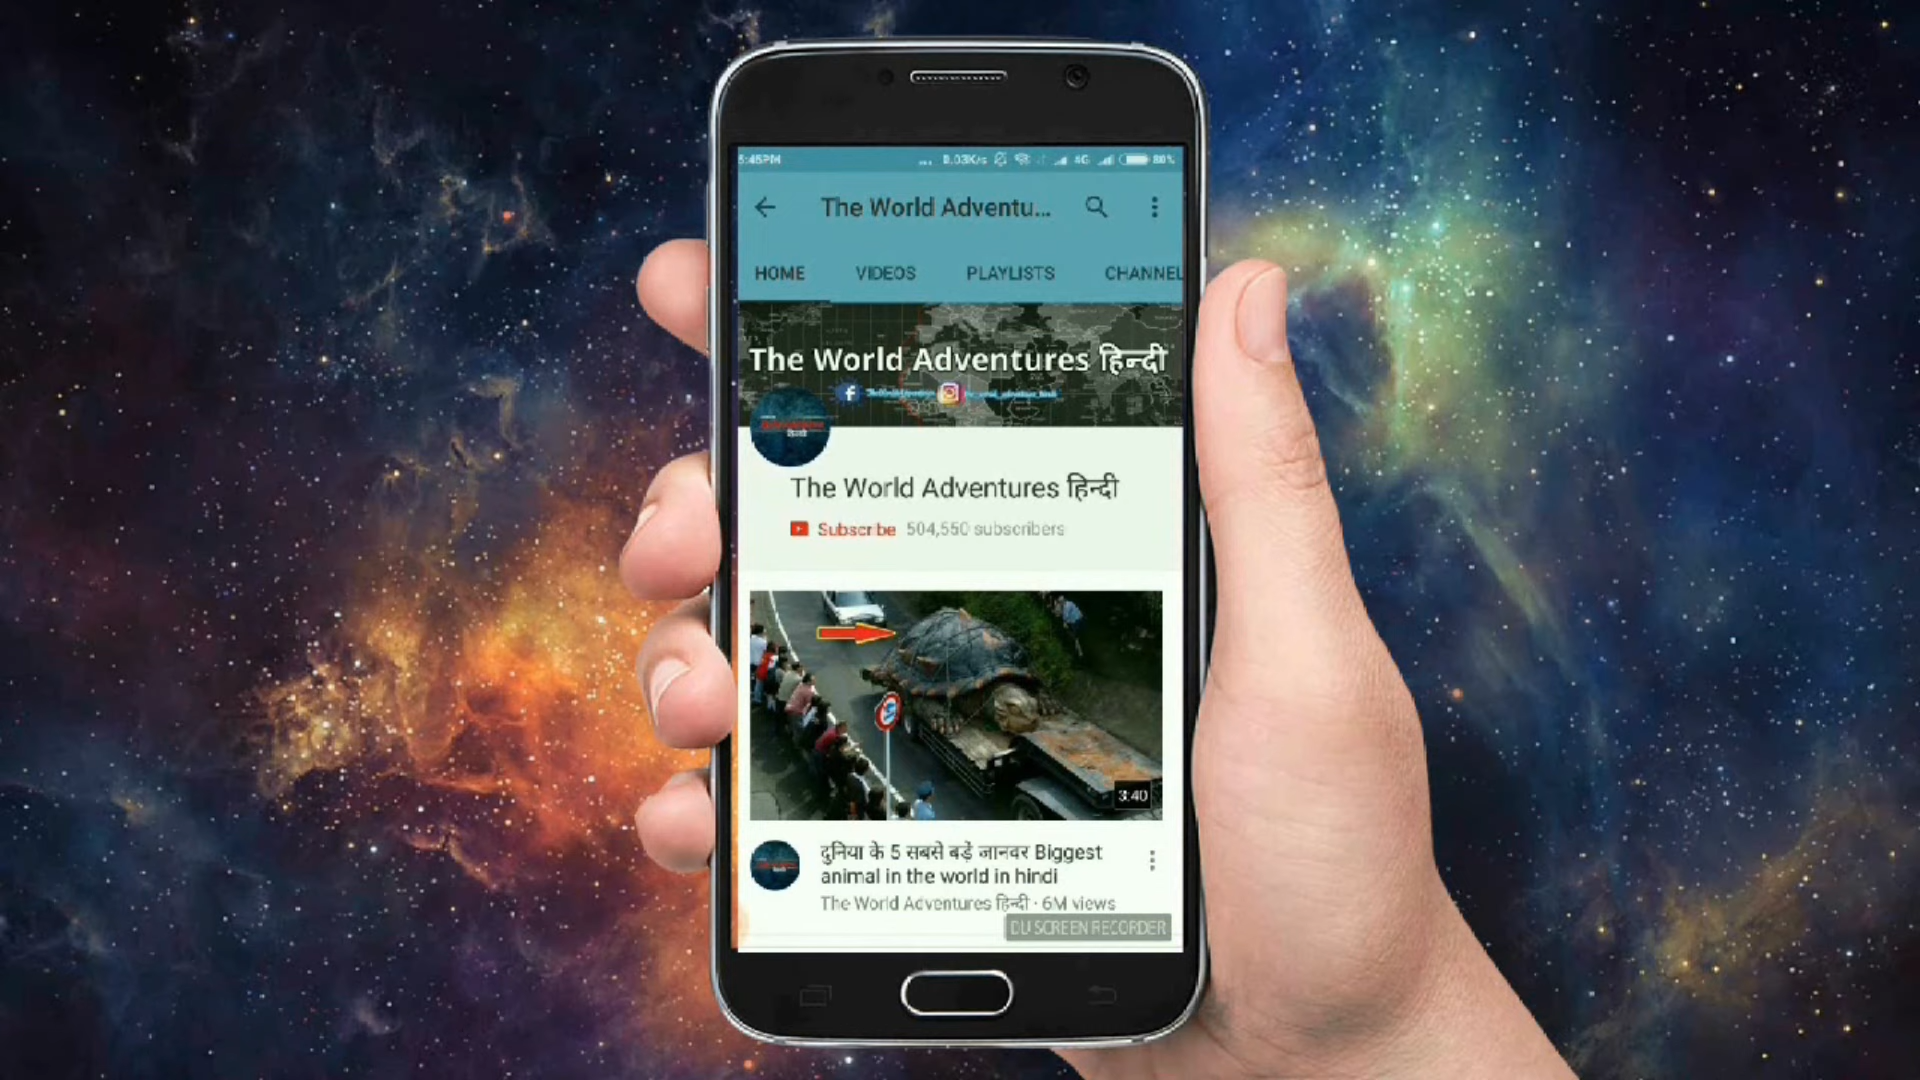 5:45PM
0.03K/s
4G
80%
The World Adventu...
HOME VIDEOS PLAYLISTS CHANNEL
The World Adventures हिन्दी
The World Adventures हिन्दी
Subscribe 504,550 subscribers
3:40
दुनिया के 5 सबसे बड़ें जानवर Biggest
animal in the world in hindi
The World Adventures हिन्दी · 6M views
DU SCREEN RECORDER